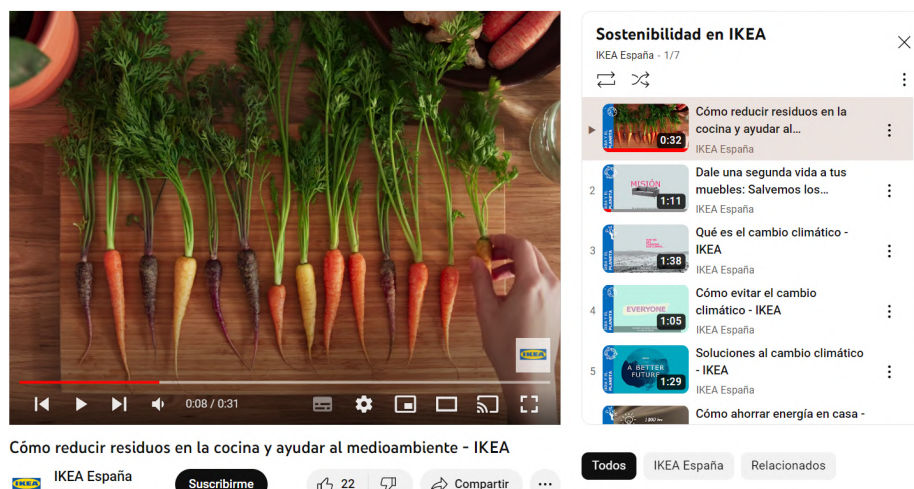 IKEA
0:08 / 0:31
Cómo reducir residuos en la cocina y ayudar al medioambiente - IKEA
IKEA
IKEA España
Suscribirme
22
Compartir
Sostenibilidad en IKEA
IKEA España - 1/7
0:32
Cómo reducir residuos en la
cocina y ayudar al...
IKEA España
2
MISIÓN
1:11
Dale una segunda vida a tus
muebles: Salvemos los...
IKEA España
3
1:38
Qué es el cambio climático -
IKEA
IKEA España
4
EVERYONE
1:05
Cómo evitar el cambio
climático - IKEA
IKEA España
5
A BETTER
FUTURE
1:29
Soluciones al cambio climático
- IKEA
IKEA España
Cómo ahorrar energía en casa -
Todos
IKEA España
Relacionados